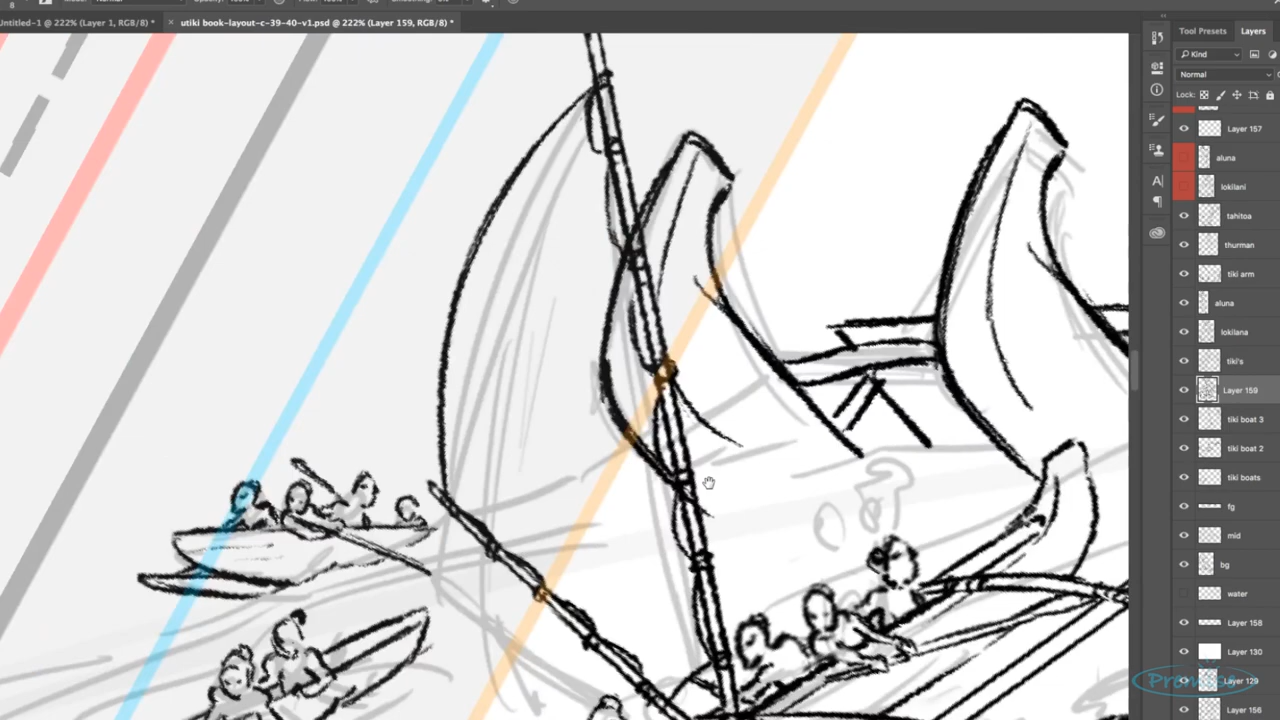 Untitled-1 @ 222% (Layer 1, RGB/8) *
× utiki book-layout-c-39-40-v1.psd @ 222% (Layer 159, RGB/8) *
Tool Presets
Layers
Kind
Normal
Lock:
Layer 157
aluna
lokilani
tahitoa
thurman
tiki arm
aluna
lokilana
tiki's
Layer 159
tiki boat 3
tiki boat 2
tiki boats
fg
mid
bg
water
Layer 158
Layer 130
Layer 129
Layer 156